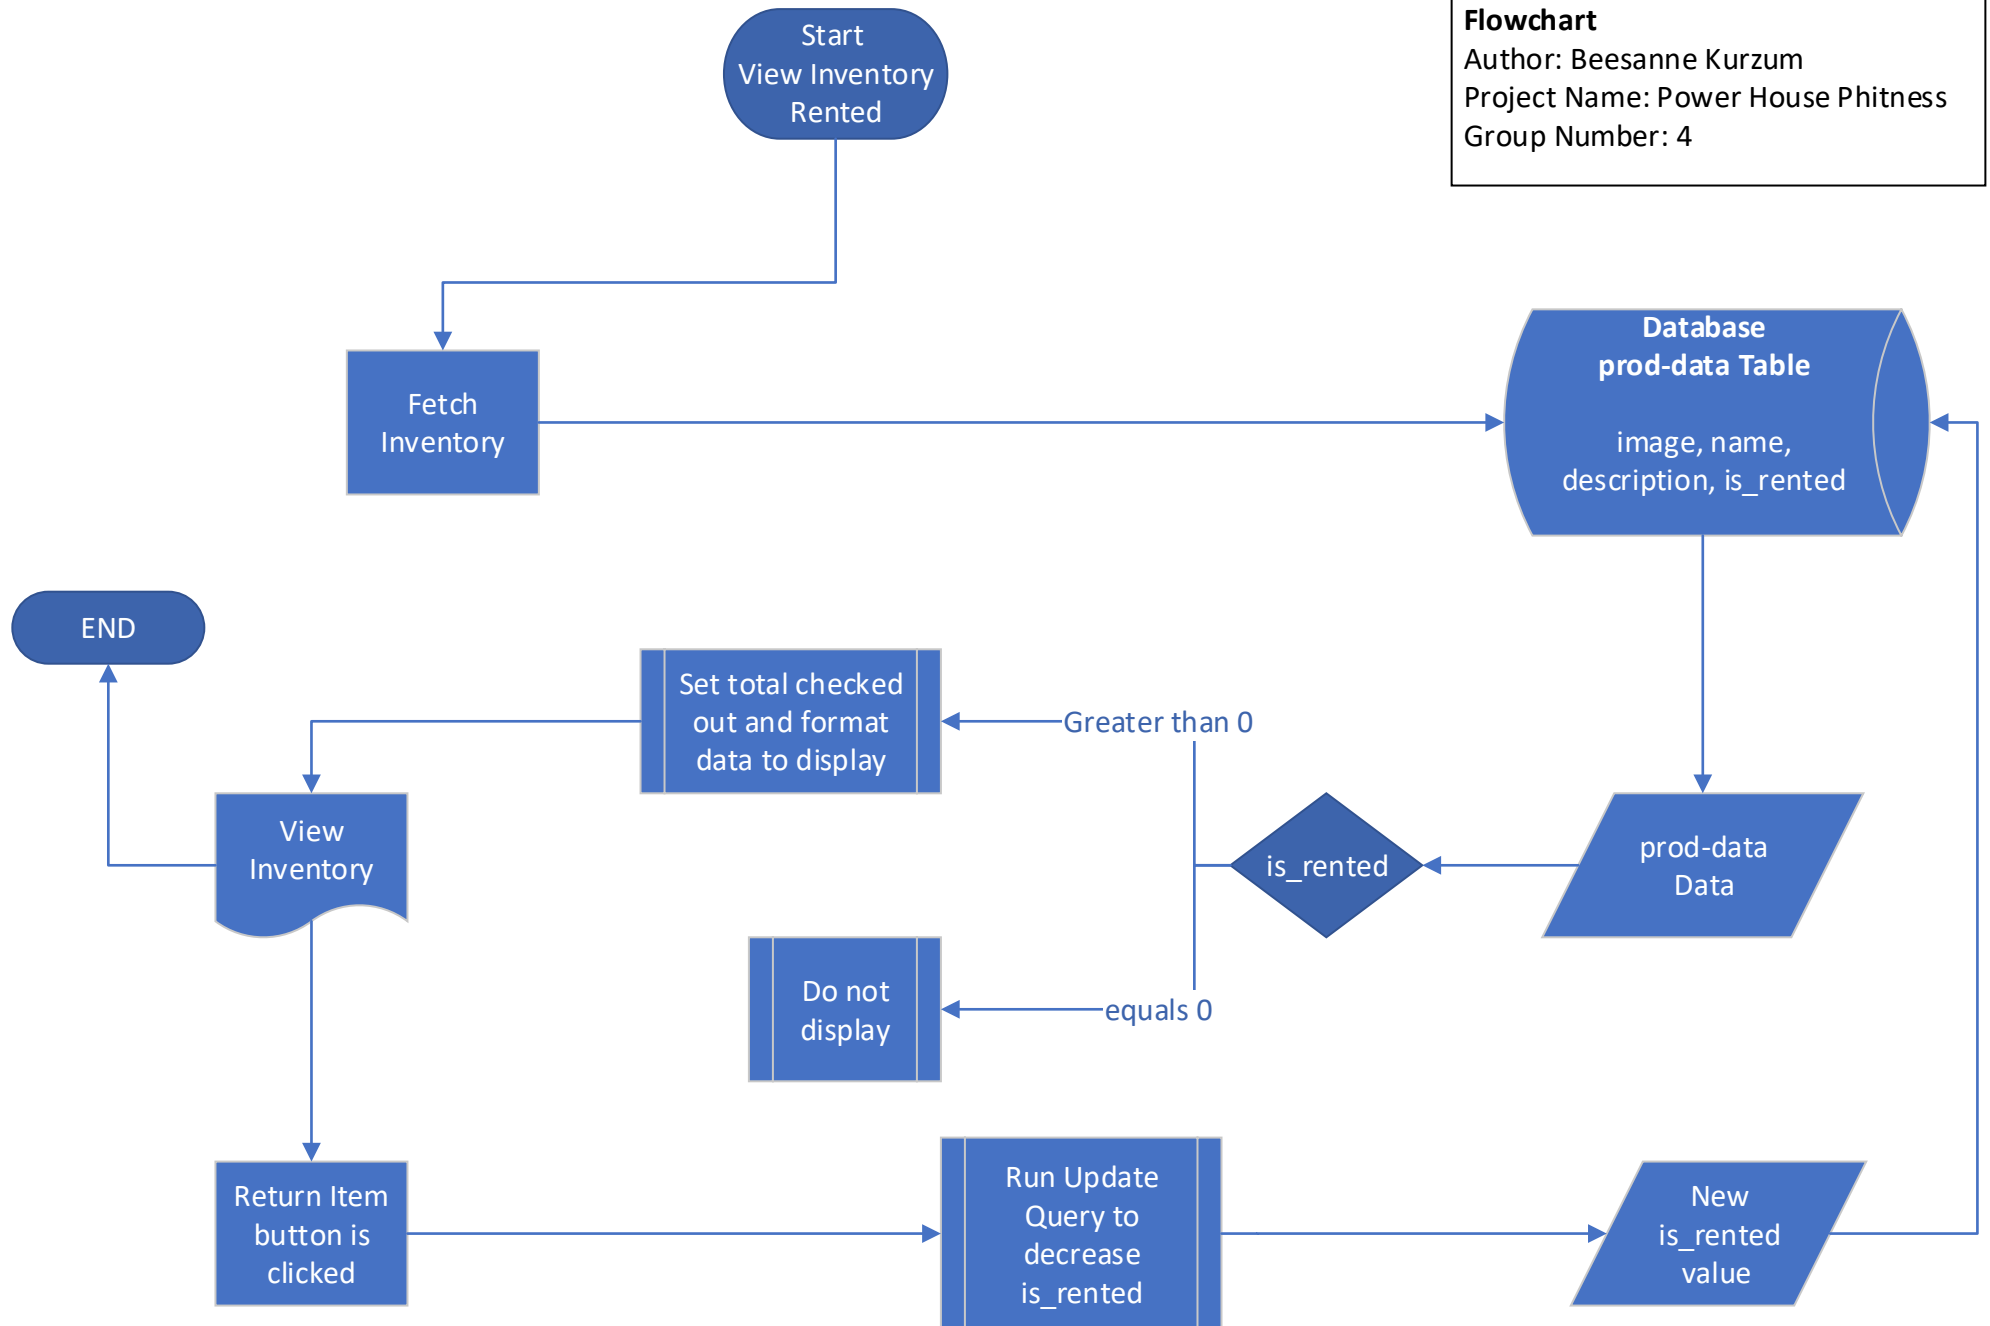 Start
View Inventory
Rented
Flowchart
Author: Beesanne Kurzum
Project Name: Power House Phitness
Group Number: 4
Fetch
Inventory
Database
prod-data Table
image, name,
description, is_rented
END
Set total checked
out and format
data to display
Greater than 0
View
Inventory
is_rented
prod-data
Data
Do not
display
equals 0
Return Item
button is
clicked
Run Update
Query to
decrease
is_rented
New
is_rented
value